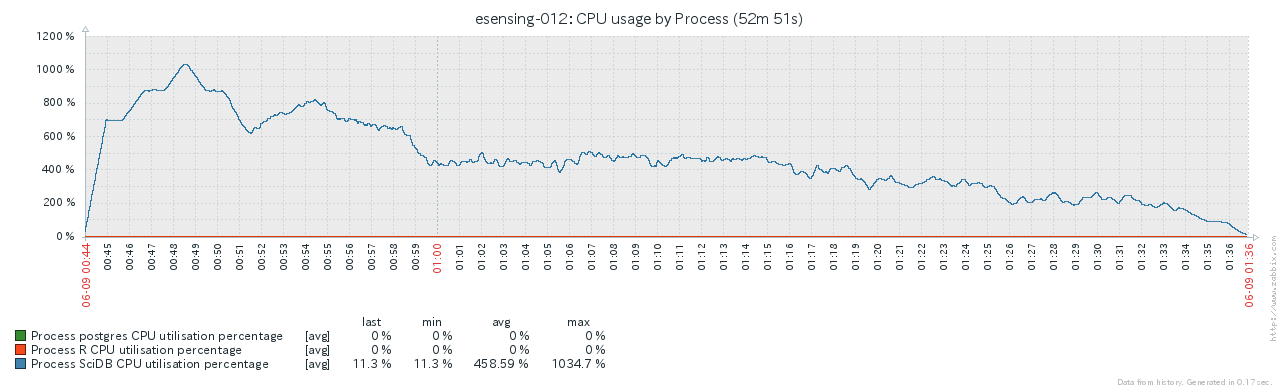 esensing-012: CPU usage by Process (52m 51s)
1200 %
1000 %
800 %
600 %
400 %
200 %
0 %
06-09 00:44 00:45 00:46 00:47 00:48 00:49 00:50 00:51 00:52 00:53 00:54 00:55 00:56 00:57 00:58 00:59 01:00 01:01 01:02 01:03 01:04 01:05 01:06 01:07 01:08 01:09 01:10 01:11 01:12 01:13 01:14 01:15 01:16 01:17 01:18 01:19 01:20 01:21 01:22 01:23 01:24 01:25 01:26 01:27 01:28 01:29 01:30 01:31 01:32 01:33 01:34 01:35 01:36 06-09 01:36
last min avg max
Process postgres CPU utilisation percentage [avg] 0 % 0 % 0 % 0 %
Process R CPU utilisation percentage [avg] 0 % 0 % 0 % 0 %
Process SciDB CPU utilisation percentage [avg] 11.3 % 11.3 % 458.59 % 1034.7 %
http://www.zabbix.com
Data from history. Generated in 0.17 sec.